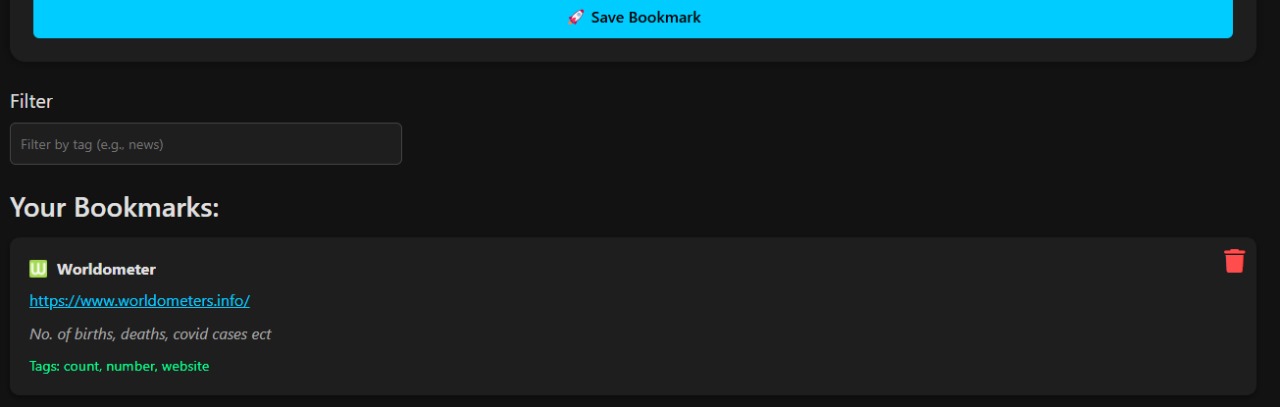 🚀 Save Bookmark
Filter
Filter by tag (e.g., news)
Your Bookmarks:
W Worldometer
https://www.worldometers.info/
No. of births, deaths, covid cases ect
Tags: count, number, website